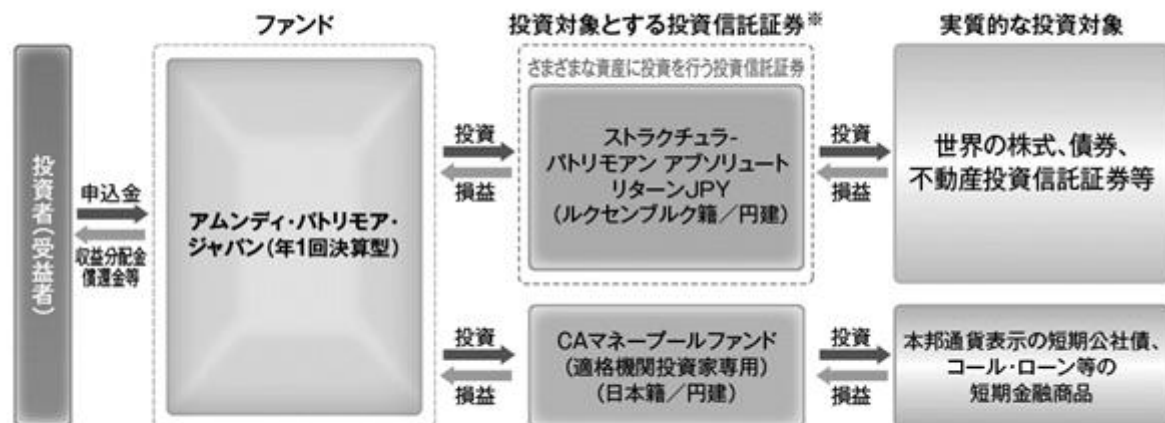 ファンド
投資対象とする投資信託証券※
実質的な投資対象
投資者(受益者)
申込金
収益分配金
償還金等
アムンディ・パトリモア・
ジャパン(年1回決算型)
投資
損益
さまざまな資産に投資を行う投資信託証券
ストラクチュラ-
パトリモアン アブソリュート
リターンJPY
(ルクセンブルク籍/円建)
投資
損益
世界の株式、債券、
不動産投資信託証券等
投資
損益
CAマネープールファンド
(適格機関投資家専用)
(日本籍/円建)
投資
損益
本邦通貨表示の短期公社債、
コール・ローン等の
短期金融商品